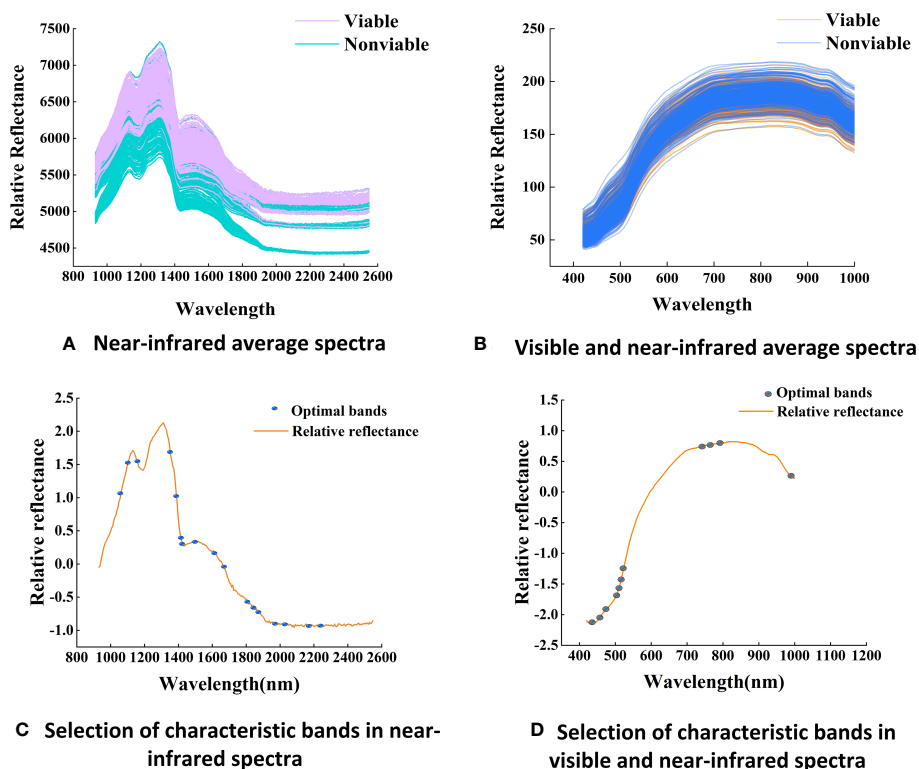 Viable
Nonviable
7500
7000
6500
6000
5500
5000
4500
Relative Reflectance
800 1000 1200 1400 1600 1800 2000 2200 2400 2600
Wavelength
A Near-infrared average spectra
Viable
Nonviable
250
200
150
100
50
Relative Reflectance
400 500 600 700 800 900 1000
Wavelength
B Visible and near-infrared average spectra
Optimal bands
Relative reflectance
2.5
2.0
1.5
1.0
0.5
0.0
-0.5
-1.0
Relative reflectance
800 1000 1200 1400 1600 1800 2000 2200 2400 2600
Wavelength(nm)
C Selection of characteristic bands in near-
infrared spectra
Optimal bands
Relative reflectance
1.5
1.0
0.5
0.0
-0.5
-1.0
-1.5
-2.0
-2.5
Relative reflectance
400 500 600 700 800 900 1000 1100 1200
Wavelength(nm)
D Selection of characteristic bands in
visible and near-infrared spectra